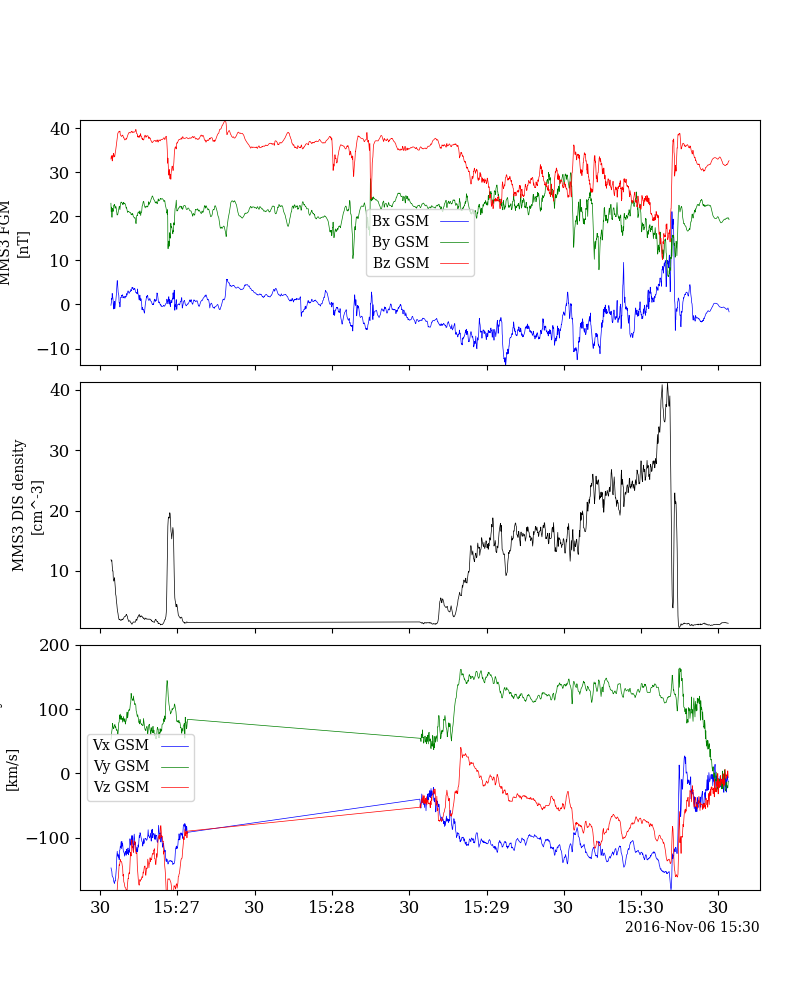 40
30
20
10
0
−10
MMS3 FGM
[nT]
Bx GSM
By GSM
Bz GSM
40
30
20
10
MMS3 DIS density
[cm^-3]
200
100
0
−100
[km/s]
Vx GSM
Vy GSM
Vz GSM
30 15:27 30 15:28 30 15:29 30 15:30 30
2016-Nov-06 15:30